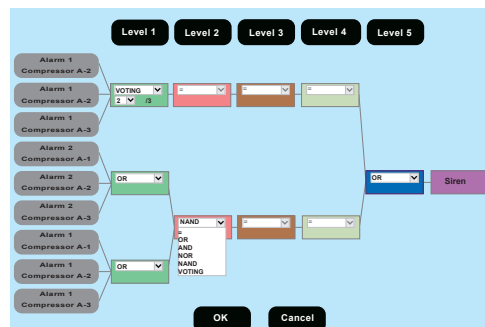 Level 1 Level 2 Level 3 Level 4 Level 5
Alarm 1
Compressor A-2
Alarm 1
Compressor A-2
VOTING = = =
2 /3
Alarm 1
Compressor A-3
Alarm 2
Compressor A-1
Alarm 2
Compressor A-2
OR OR Siren
Alarm 2
Compressor A-3
Alarm 1
Compressor A-1
NAND = =
=
OR
AND
NOR
NAND
VOTING
Alarm 1
Compressor A-2
OR
Alarm 1
Compressor A-3
OK Cancel